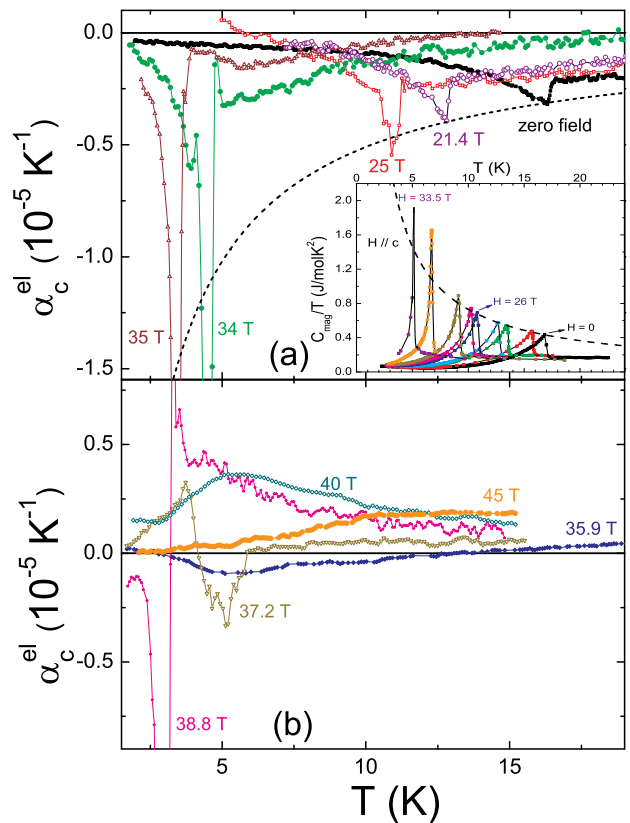 0.0
-0.5
-1.0
-1.5
α_c^el (10^-5 K^-1)
35 T
34 T
(a)
25 T
21.4 T
zero field
T (K)
0 5 10 15 20
2.0
1.6
1.2
0.8
0.4
0.0
C_mag/T (J/molK^2)
H = 33.5 T
H // c
H = 26 T
H = 0
0.5
0.0
-0.5
α_c^el (10^-5 K^-1)
40 T
45 T
35.9 T
37.2 T
38.8 T
(b)
5 10 15
T (K)